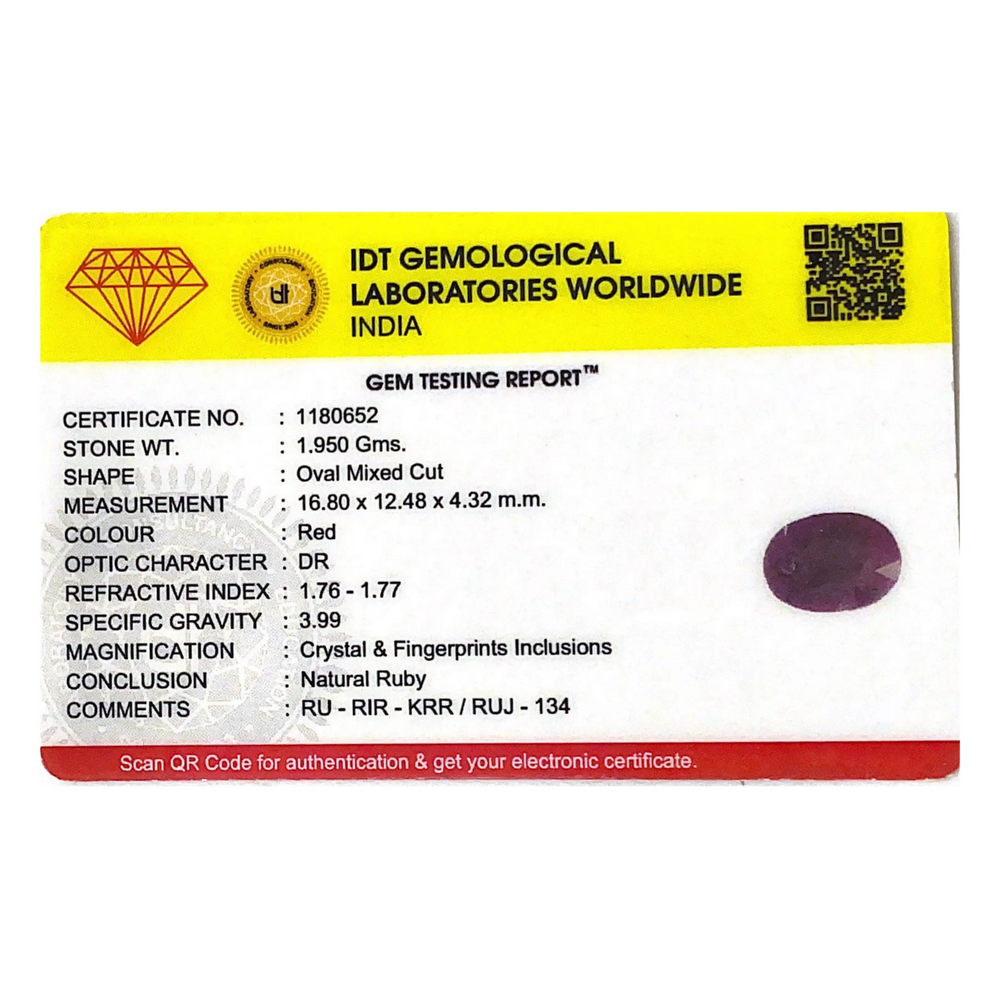 IDT GEMOLOGICAL
LABORATORIES WORLDWIDE
INDIA
GEM TESTING REPORT™
CERTIFICATE NO. : 1180652
STONE WT. : 1.950 Gms.
SHAPE : Oval Mixed Cut
MEASUREMENT : 16.80 x 12.48 x 4.32 m.m.
COLOUR : Red
OPTIC CHARACTER : DR
REFRACTIVE INDEX : 1.76 - 1.77
SPECIFIC GRAVITY : 3.99
MAGNIFICATION : Crystal & Fingerprints Inclusions
CONCLUSION : Natural Ruby
COMMENTS : RU - RIR - KRR / RUJ - 134
Scan QR Code for authentication & get your electronic certificate.